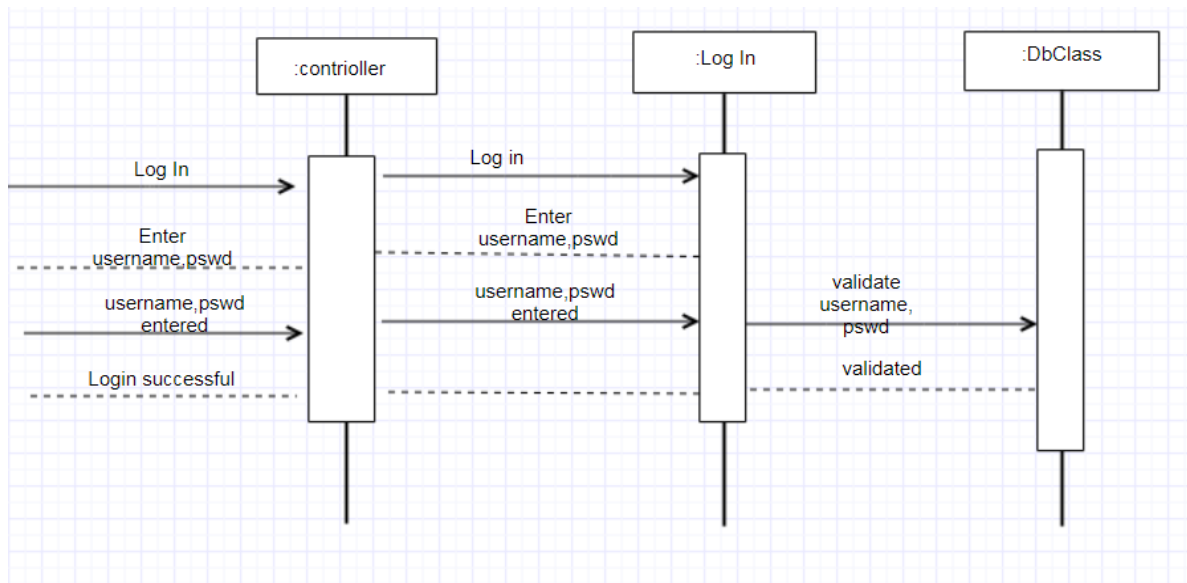 :contrioller
:Log In
:DbClass
Log In
Log in
Enter
username,pswd
Enter
username,pswd
username,pswd
entered
username,pswd
entered
validate
username,
pswd
Login successful
validated